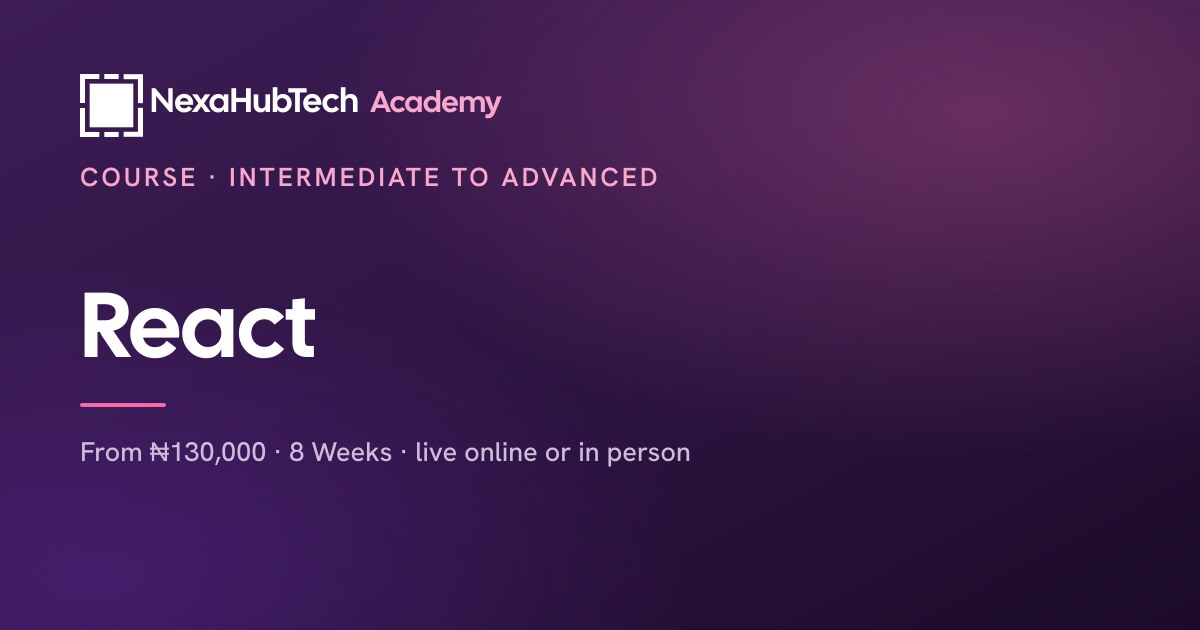 NexaHubTech Academy
COURSE · INTERMEDIATE TO ADVANCED
React
From ₦130,000 · 8 Weeks · live online or in person